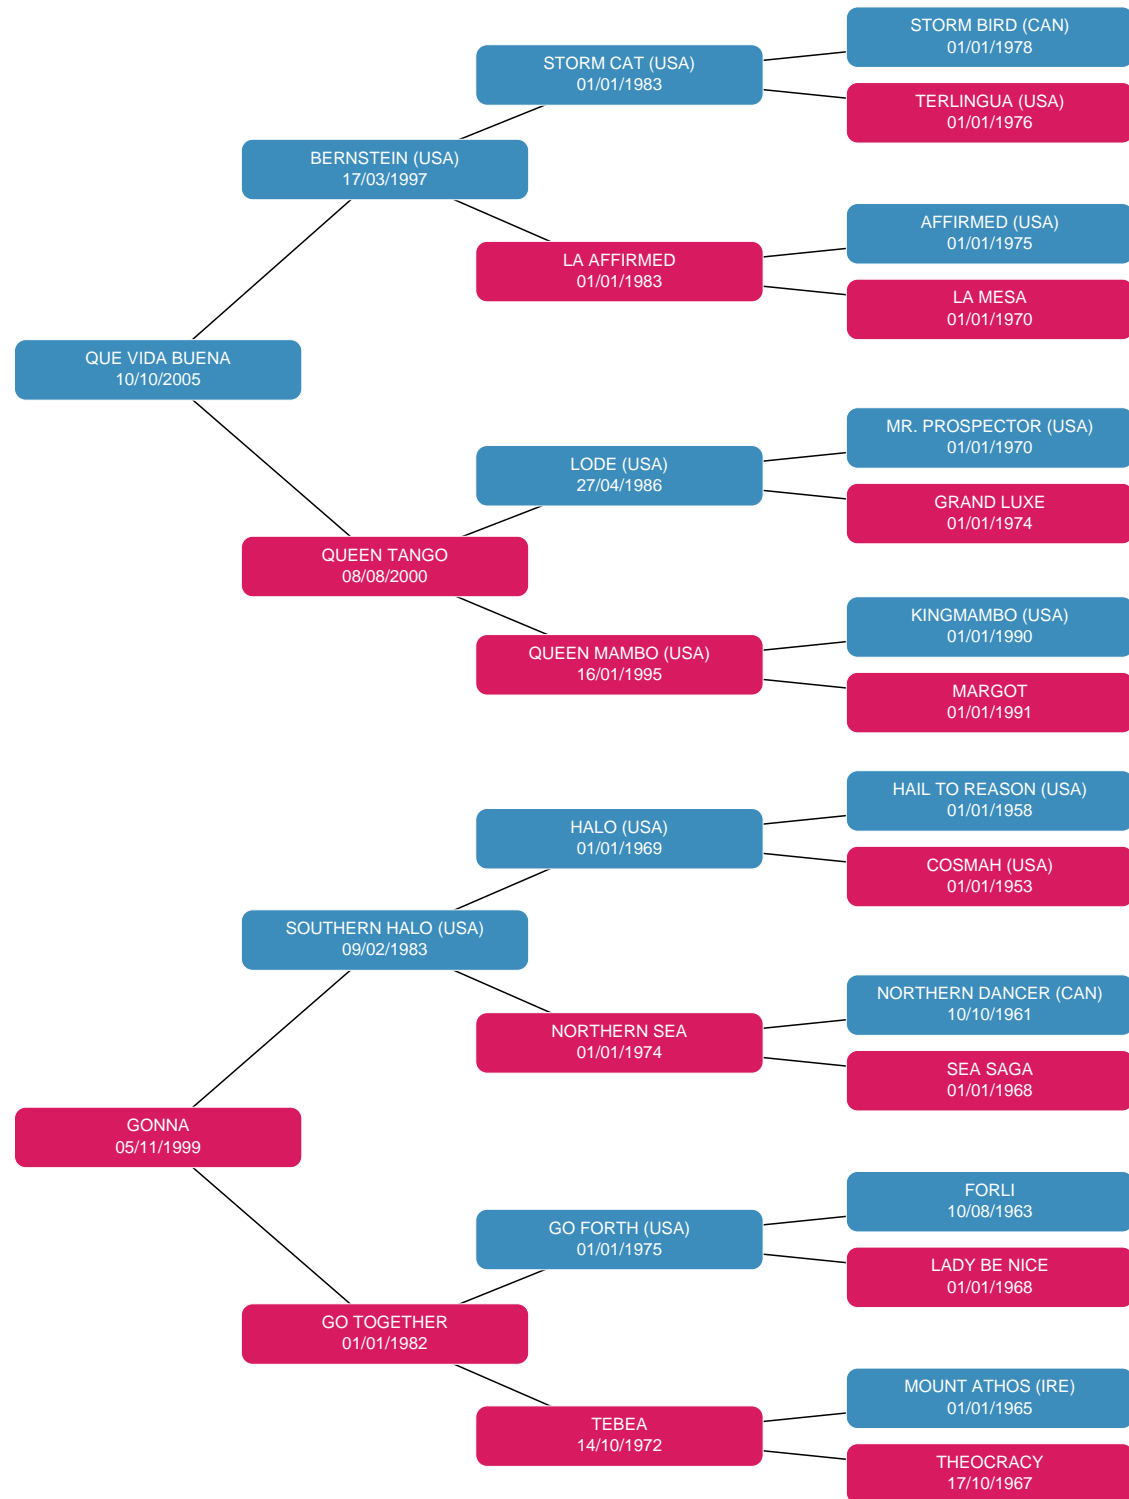 STORM BIRD (CAN)
01/01/1978
STORM CAT (USA)
01/01/1983
TERLINGUA (USA)
01/01/1976
BERNSTEIN (USA)
17/03/1997
AFFIRMED (USA)
01/01/1975
LA AFFIRMED
01/01/1983
LA MESA
01/01/1970
QUE VIDA BUENA
10/10/2005
MR. PROSPECTOR (USA)
01/01/1970
LODE (USA)
27/04/1986
GRAND LUXE
01/01/1974
QUEEN TANGO
08/08/2000
KINGMAMBO (USA)
01/01/1990
QUEEN MAMBO (USA)
16/01/1995
MARGOT
01/01/1991
HAIL TO REASON (USA)
01/01/1958
HALO (USA)
01/01/1969
COSMAH (USA)
01/01/1953
SOUTHERN HALO (USA)
09/02/1983
NORTHERN DANCER (CAN)
10/10/1961
NORTHERN SEA
01/01/1974
SEA SAGA
01/01/1968
GONNA
05/11/1999
FORLI
10/08/1963
GO FORTH (USA)
01/01/1975
LADY BE NICE
01/01/1968
GO TOGETHER
01/01/1982
MOUNT ATHOS (IRE)
01/01/1965
TEBEA
14/10/1972
THEOCRACY
17/10/1967